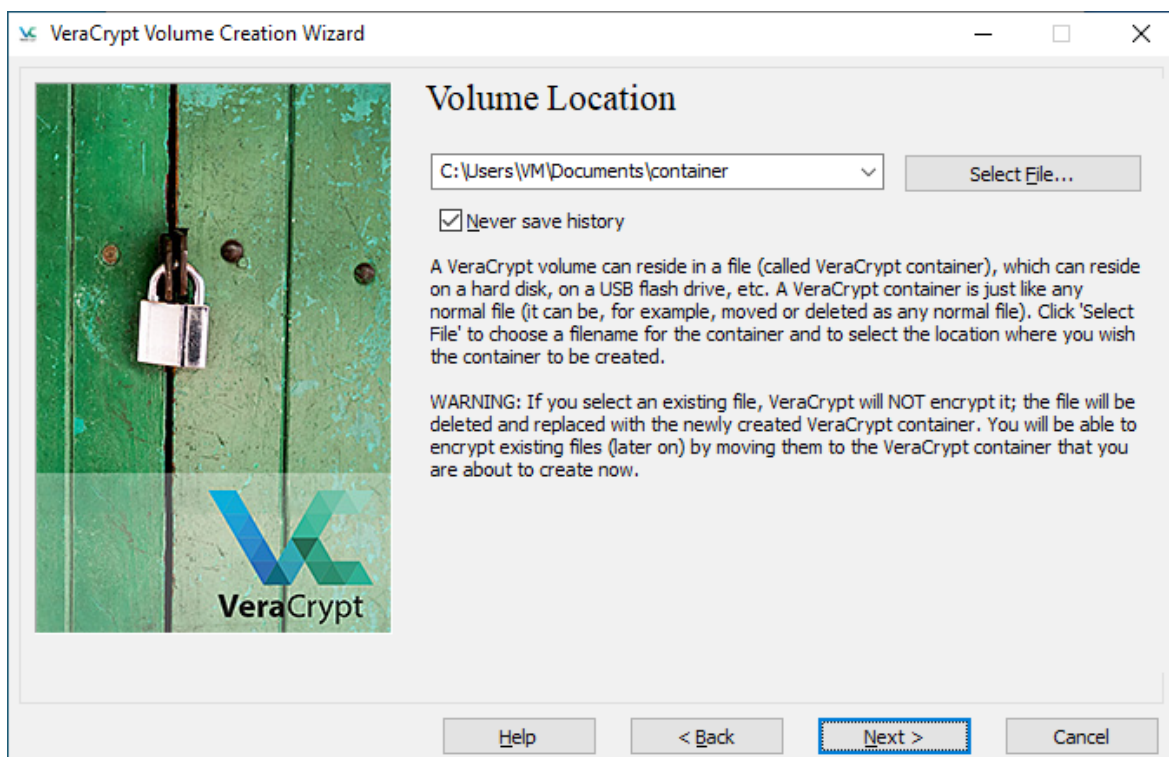 VeraCrypt Volume Creation Wizard
Volume Location
C:\Users\VM\Documents\container
Select File...
Never save history
A VeraCrypt volume can reside in a file (called VeraCrypt container), which can reside
on a hard disk, on a USB flash drive, etc. A VeraCrypt container is just like any
normal file (it can be, for example, moved or deleted as any normal file). Click 'Select
File' to choose a filename for the container and to select the location where you wish
the container to be created.
WARNING: If you select an existing file, VeraCrypt will NOT encrypt it; the file will be
deleted and replaced with the newly created VeraCrypt container. You will be able to
encrypt existing files (later on) by moving them to the VeraCrypt container that you
are about to create now.
VeraCrypt
Help
< Back
Next >
Cancel